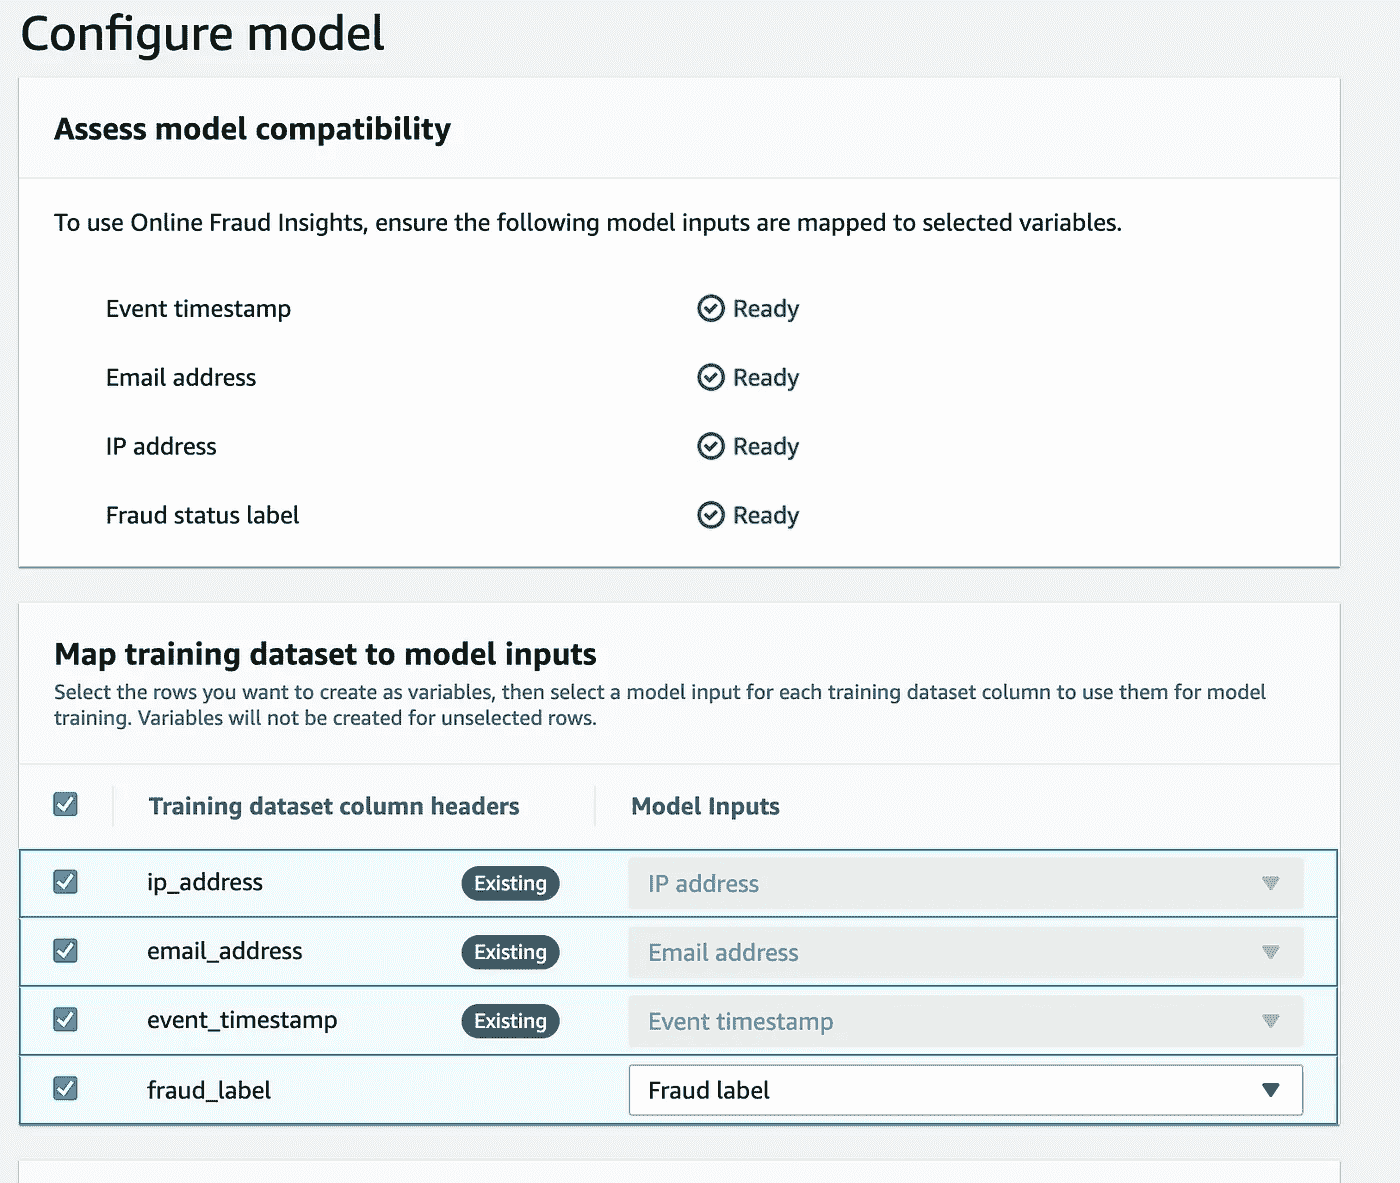 Configure model
Assess model compatibility
To use Online Fraud Insights, ensure the following model inputs are mapped to selected variables.
Event timestamp Ready
Email address Ready
IP address Ready
Fraud status label Ready
Map training dataset to model inputs
Select the rows you want to create as variables, then select a model input for each training dataset column to use them for model
training. Variables will not be created for unselected rows.
Training dataset column headers Model Inputs
ip_address Existing IP address
email_address Existing Email address
event_timestamp Existing Event timestamp
fraud_label Fraud label